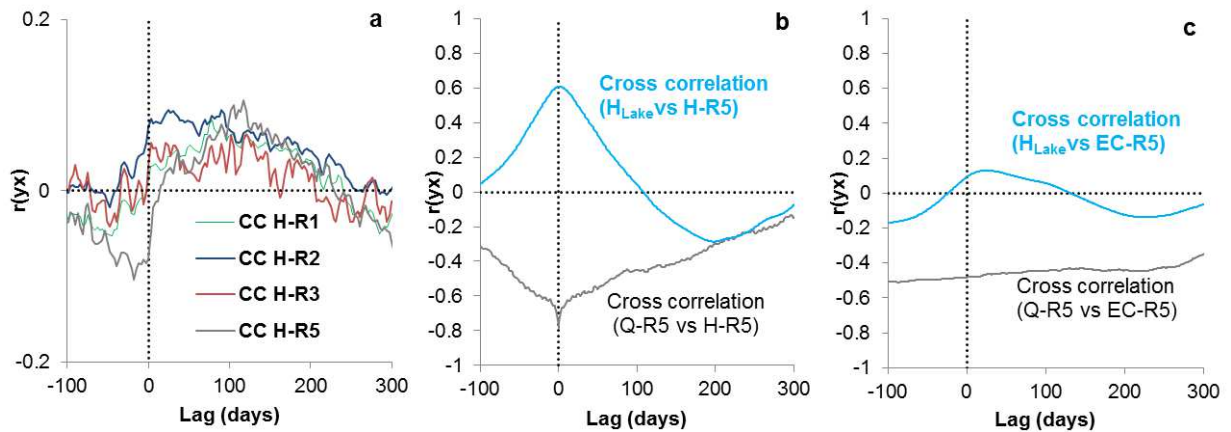 a
0.2
0
-0.2
r(yx)
CC H-R1
CC H-R2
CC H-R3
CC H-R5
-100 0 100 200 300
Lag (days)
b
1
0.8
0.6
0.4
0.2
0
-0.2
-0.4
-0.6
-0.8
-1
r(yx)
Cross correlation
(HLake vs H-R5)
Cross correlation
(Q-R5 vs H-R5)
-100 0 100 200 300
Lag (days)
c
1
0.8
0.6
0.4
0.2
0
-0.2
-0.4
-0.6
-0.8
-1
r(yx)
Cross correlation
(HLake vs EC-R5)
Cross correlation
(Q-R5 vs EC-R5)
-100 0 100 200 300
Lag (days)